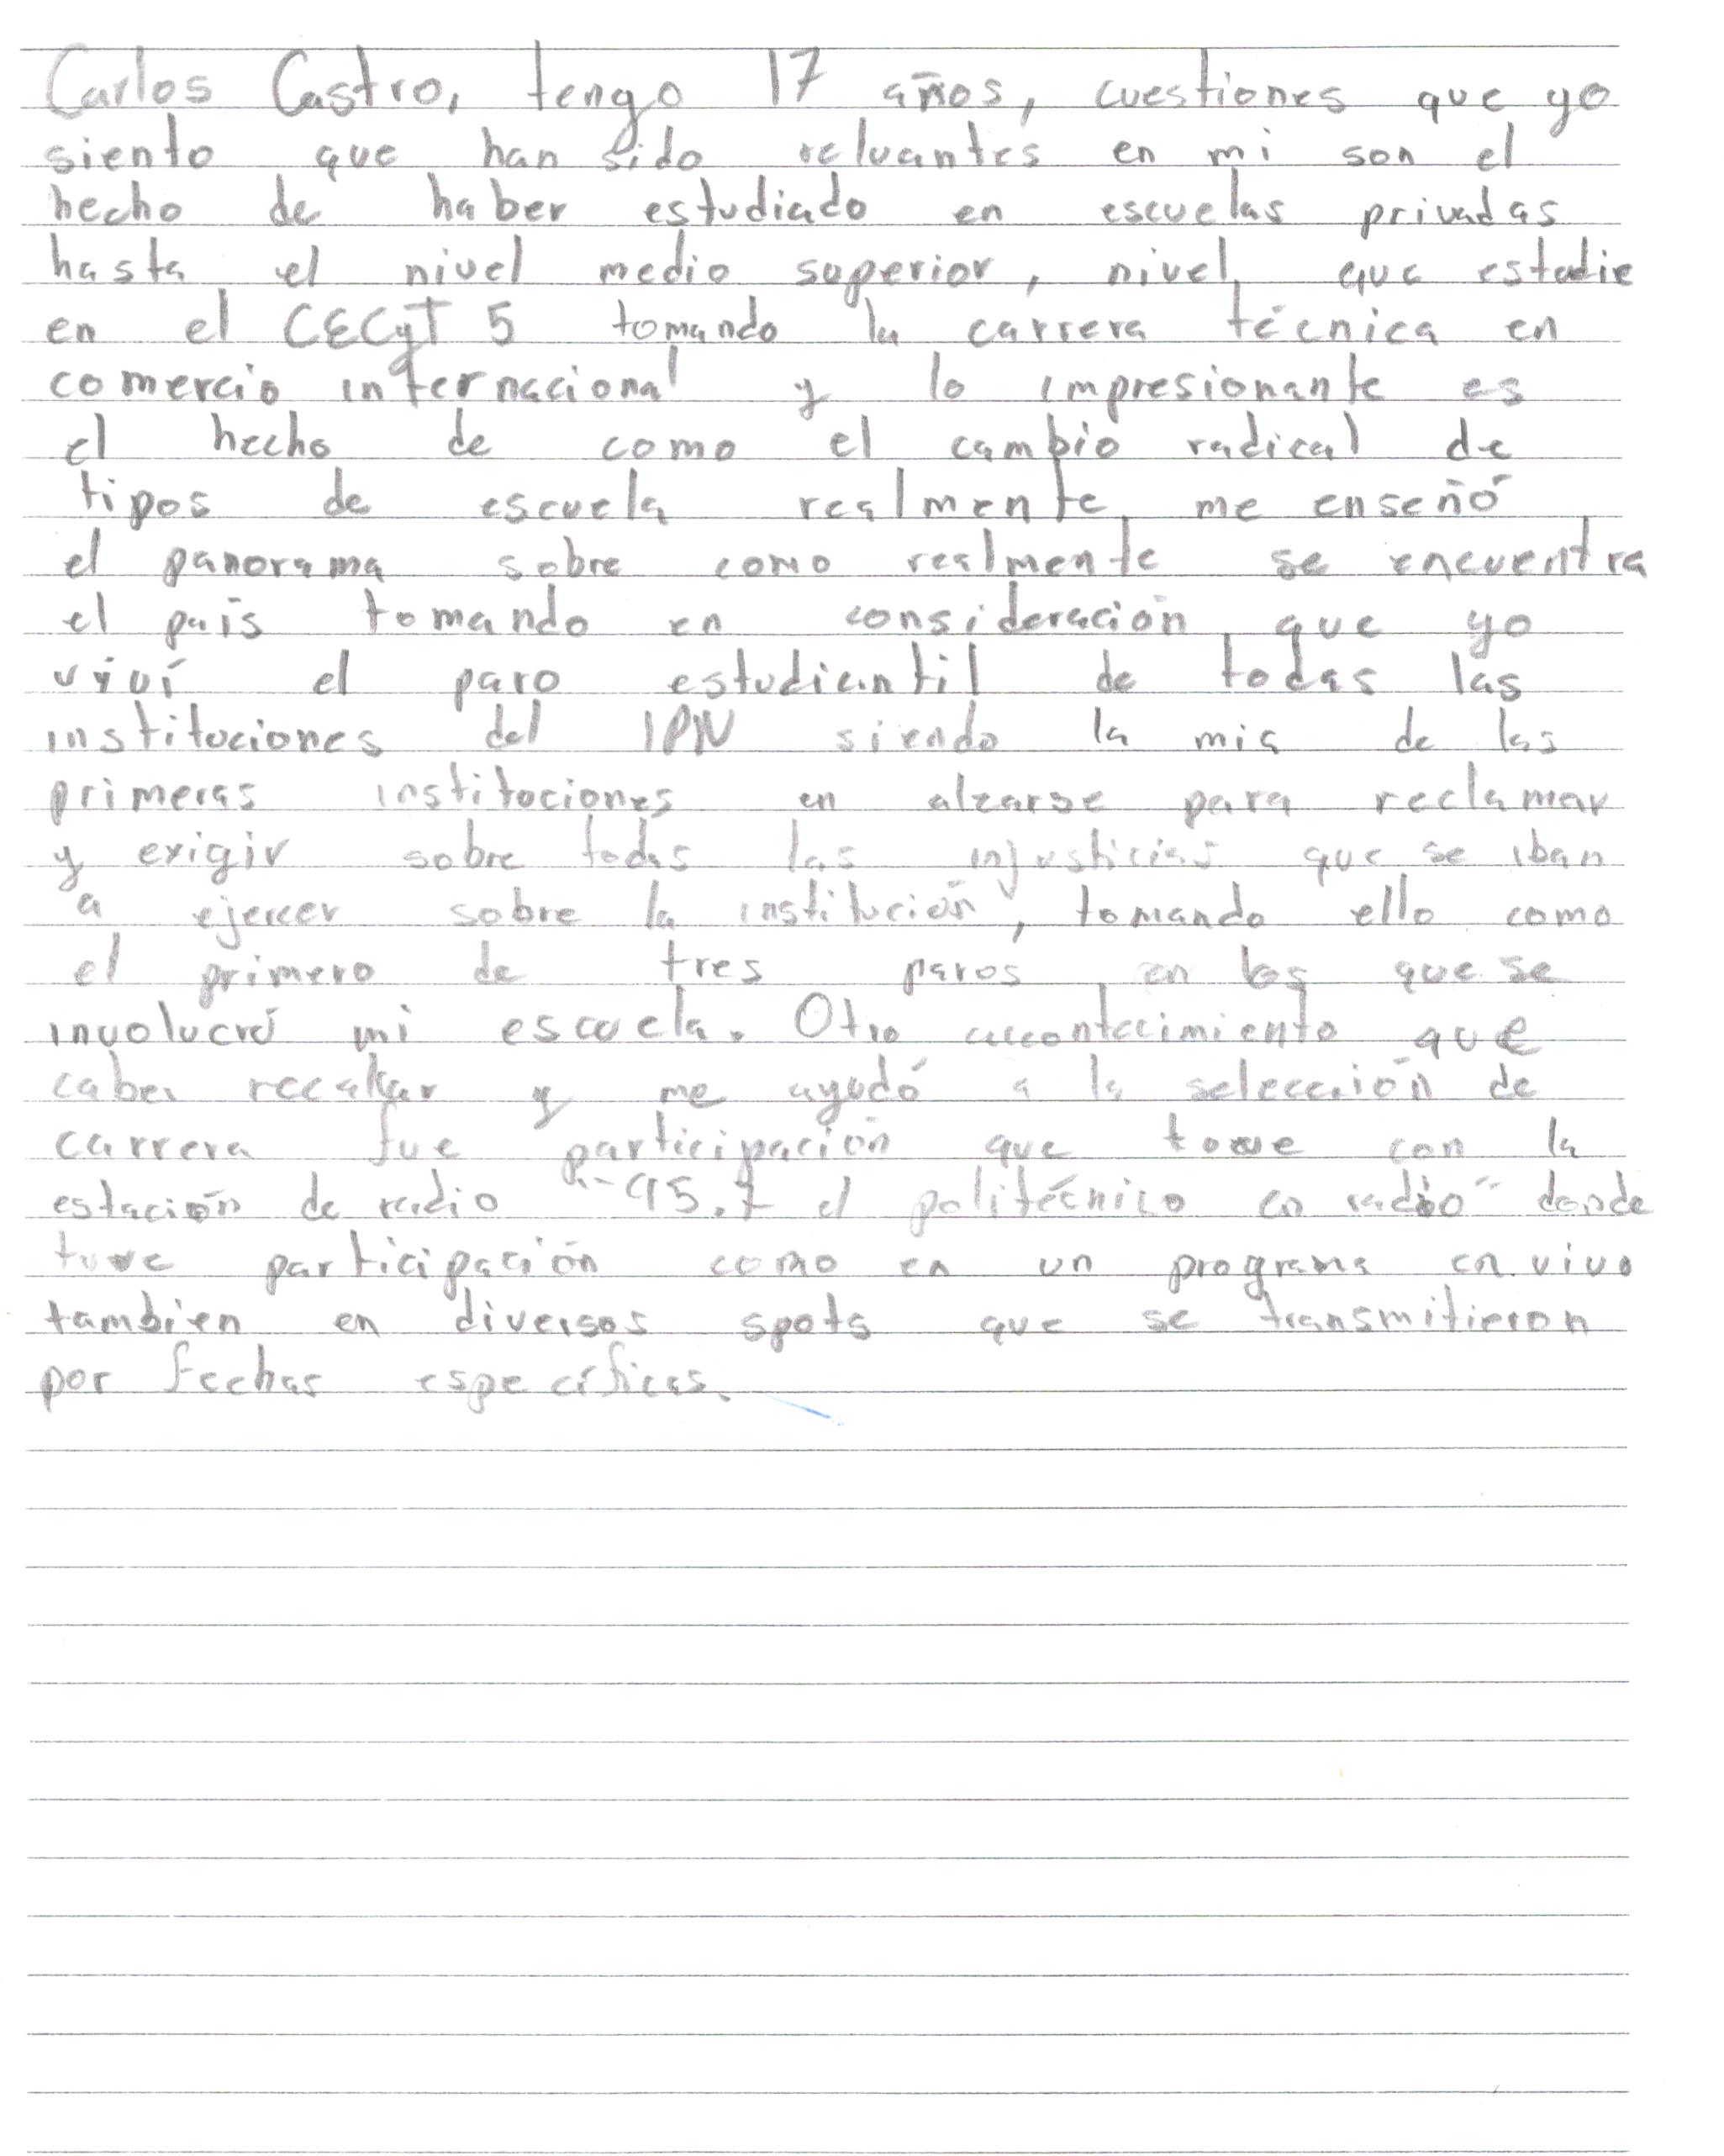 Carlos Castro, tengo 17 años, cuestiones que yo
siento que han sido reluantes en mi son el
hecho de haber estudiado en escuelas privadas
hasta el nivel medio superior, nivel que estudie
en el CECyT 5 tomando la carrera técnica en
comercio internacional y lo impresionante es
el hecho de como el cambio radical de
tipos de escuela realmente me enseñó
el panorama sobre como realmente se encuentra
el país tomando en consideración que yo
viví el paro estudiantil de todas las
instituciones del IPN siendo la mia de las
primeras instituciones en alzarse para reclamar
y exigir sobre todas las injusticias que se iban
a ejercer sobre la institución, tomando ello como
el primero de tres paros en los que se
involucró mi escuela. Otro acontecimiento que
caber recalcar y me ayudó a la selección de
carrera fue participación que tuve con la
estación de radio "-95.7 el politécnico en radio" donde
tuve participación como en un programa en vivo
tambien en diversos spots que se transmitieron
por fechas específicas.